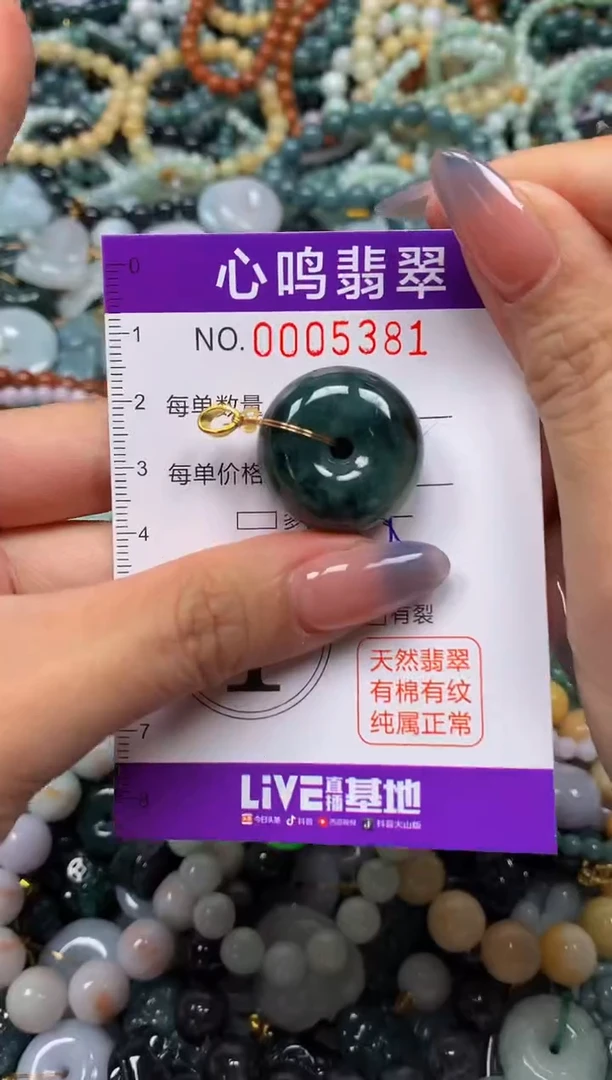 心鸣翡翠
0
1
NO.0005381
2
每单数量
3
每单价格
4
有裂
天然翡翠
有棉有纹
纯属正常
7
8
LiVE直播基地
今日头条 抖音 西瓜视频 抖音火山版